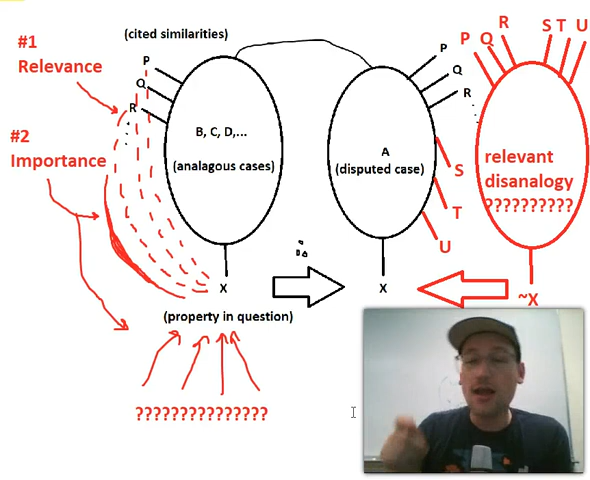 #1
Relevance
#2
Importance
(cited similarities)
P
Q
R
B, C, D,...
(analagous cases)
X
(property in question)
???????????????
P
Q
R
A
(disputed case)
S
T
U
X
P Q R S T U
relevant
disanalogy
??????????
~X